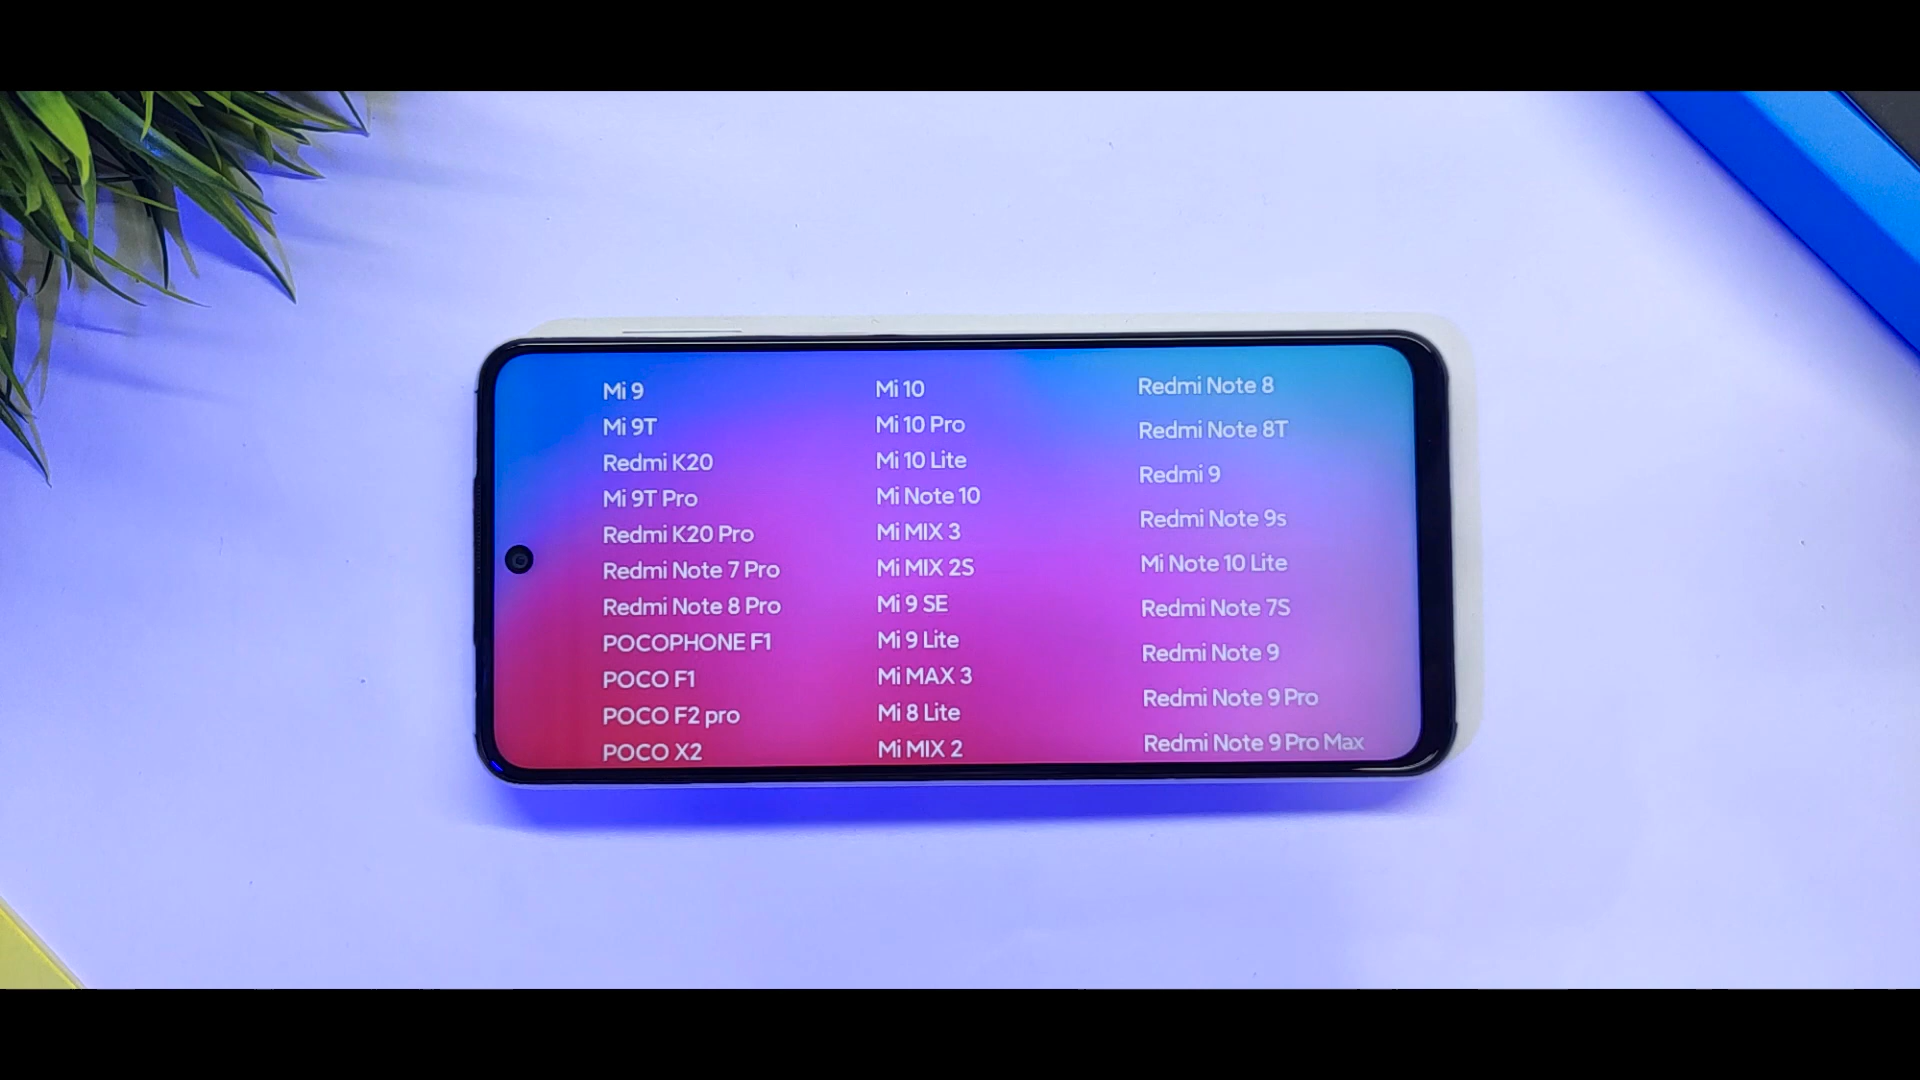 Mi 9
Mi 9T
Redmi K20
Mi 9T Pro
Redmi K20 Pro
Redmi Note 7 Pro
Redmi Note 8 Pro
POCOPHONE F1
POCO F1
POCO F2 pro
POCO X2
Mi 10
Mi 10 Pro
Mi 10 Lite
Mi Note 10
Mi MIX 3
Mi MIX 2S
Mi 9 SE
Mi 9 Lite
Mi MAX 3
Mi 8 Lite
Mi MIX 2
Redmi Note 8
Redmi Note 8T
Redmi 9
Redmi Note 9s
Mi Note 10 Lite
Redmi Note 7S
Redmi Note 9
Redmi Note 9 Pro
Redmi Note 9 Pro Max